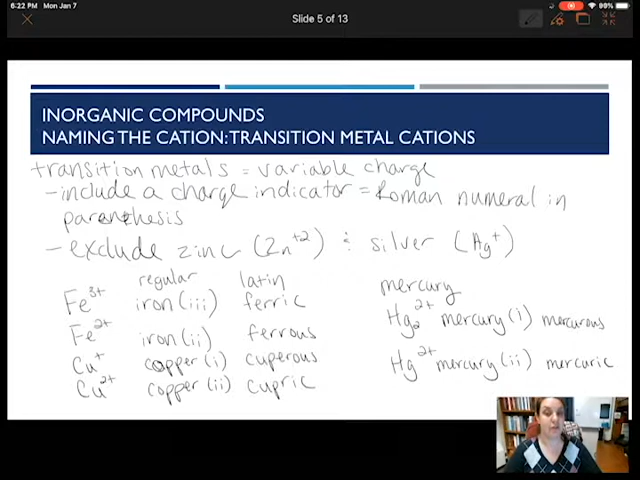 6:22 PM Mon Jan 7
99%
Slide 5 of 13
INORGANIC COMPOUNDS
NAMING THE CATION: TRANSITION METAL CATIONS
transition metals = variable charge
- include a charge indicator = Roman numeral in
parenthesis
- exclude zinc (Zn+2) & silver (Ag+)
regular latin mercury
Fe3+ iron (iii) ferric Hg2 2+ mercury (i) mercurous
Fe2+ iron (ii) ferrous
Cu+ copper (i) cuperous Hg2+ mercury (ii) mercuric
Cu2+ copper (ii) cupric